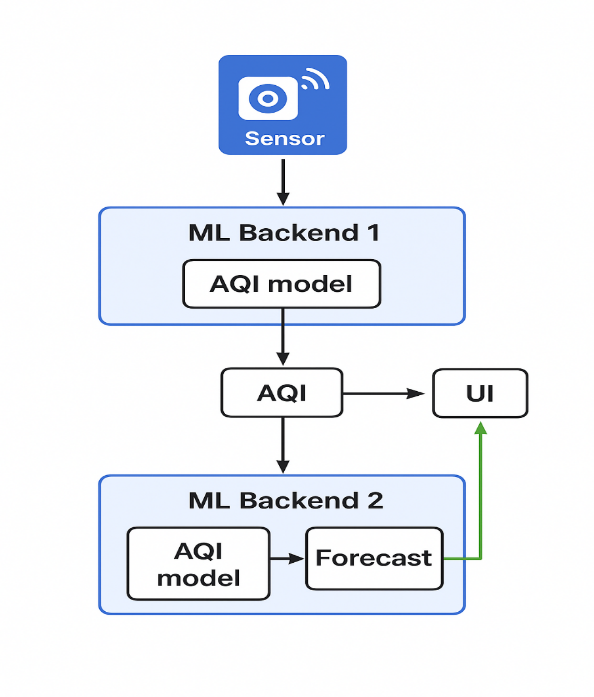 Sensor
ML Backend 1
AQI model
AQI
UI
ML Backend 2
AQI
model
Forecast